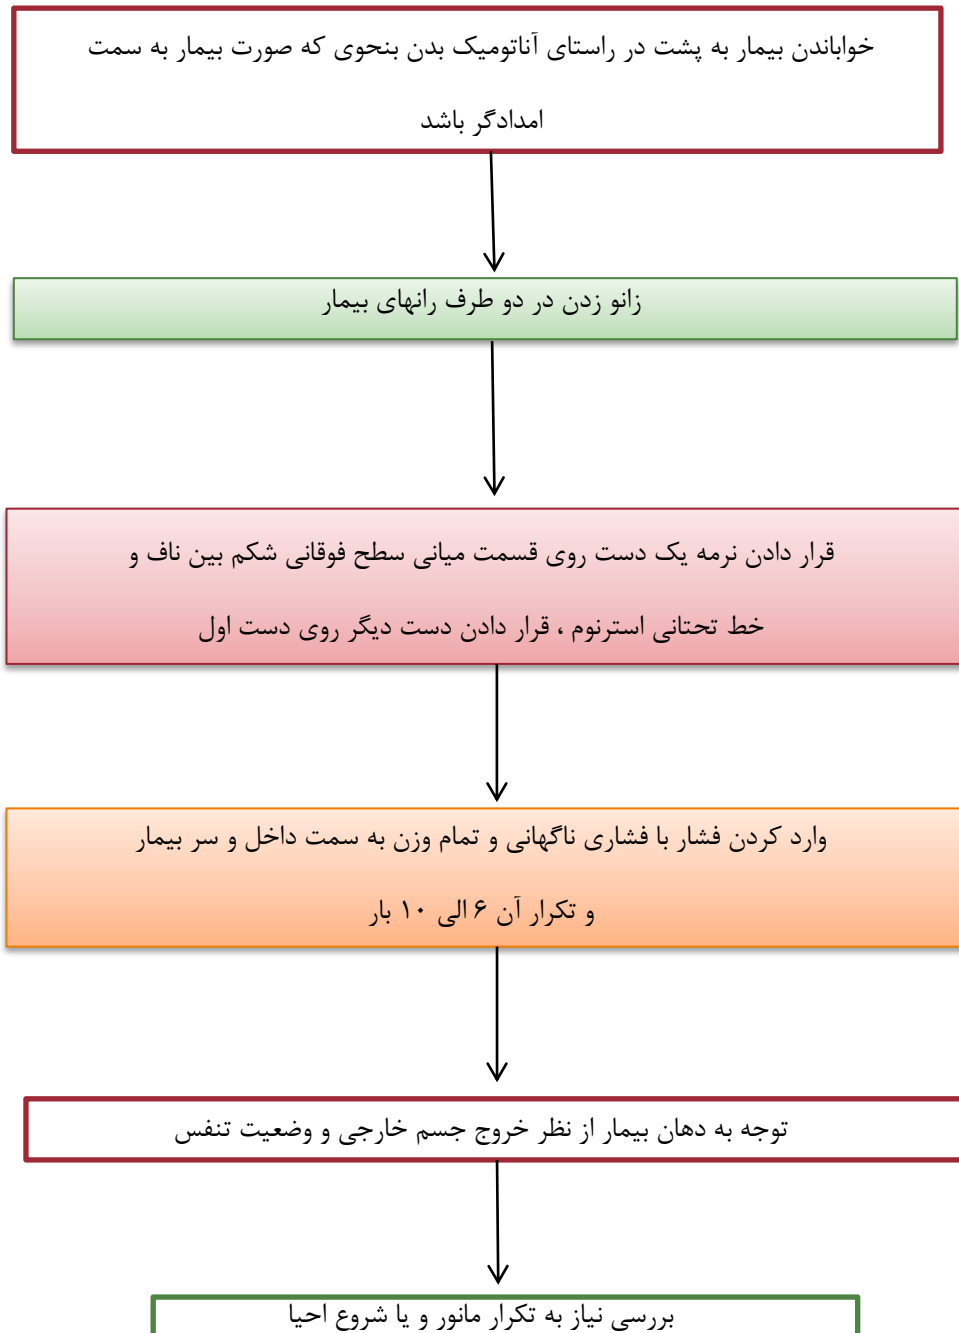 خواباندن بیمار به پشت در راستای آناتومیک بدن بنحوی که صورت بیمار به سمت
امدادگر باشد
زانو زدن در دو طرف رانهای بیمار
قرار دادن نرمه یک دست روی قسمت میانی سطح فوقانی شکم بین ناف و
خط تحتانی استرنوم ، قرار دادن دست دیگر روی دست اول
وارد کردن فشار با فشاری ناگهانی و تمام وزن به سمت داخل و سر بیمار
و تکرار آن ۶ الی ۱۰ بار
توجه به دهان بیمار از نظر خروج جسم خارجی و وضعیت تنفس
بررسی نیاز به تکرار مانور و یا شروع احیا